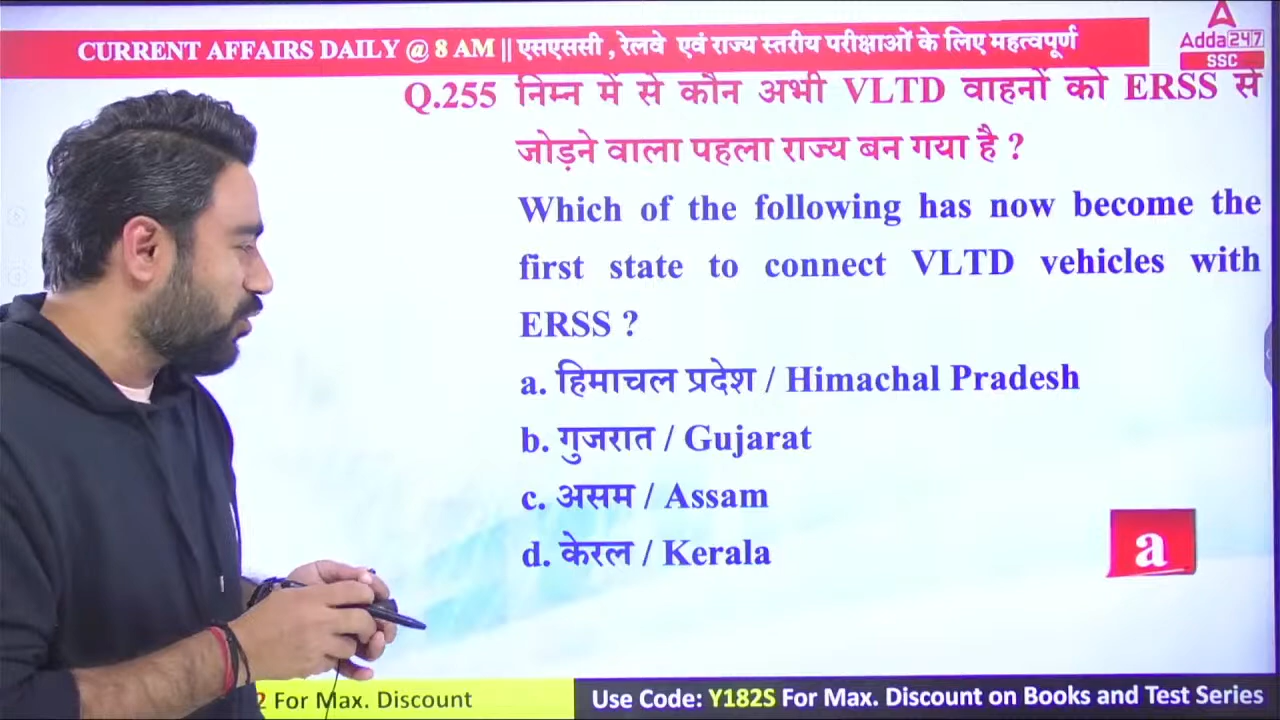 CURRENT AFFAIRS DAILY @ 8 AM || एसएससी , रेलवे एवं राज्य स्तरीय परीक्षाओं के लिए महत्वपूर्ण
Adda247
SSC
Q.255 निम्न में से कौन अभी VLTD वाहनों को ERSS से
जोड़ने वाला पहला राज्य बन गया है ?
Which of the following has now become the
first state to connect VLTD vehicles with
ERSS ?
a. हिमाचल प्रदेश / Himachal Pradesh
b. गुजरात / Gujarat
c. असम / Assam
d. केरल / Kerala
a
2 For Max. Discount
Use Code: Y182S For Max. Discount on Books and Test Series